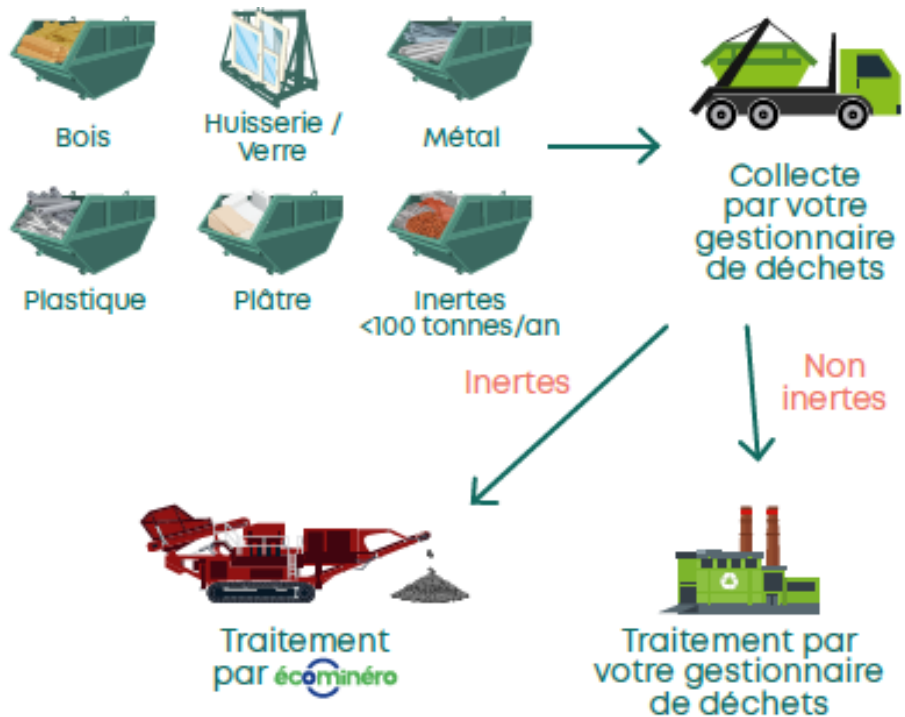 Bois
Huisserie /
Verre
Métal
Plastique
Plâtre
Inertes
<100 tonnes/an
Collecte
par votre
gestionnaire
de déchets
Inertes
Non
inertes
Traitement
par écominéro
Traitement par
votre gestionnaire
de déchets